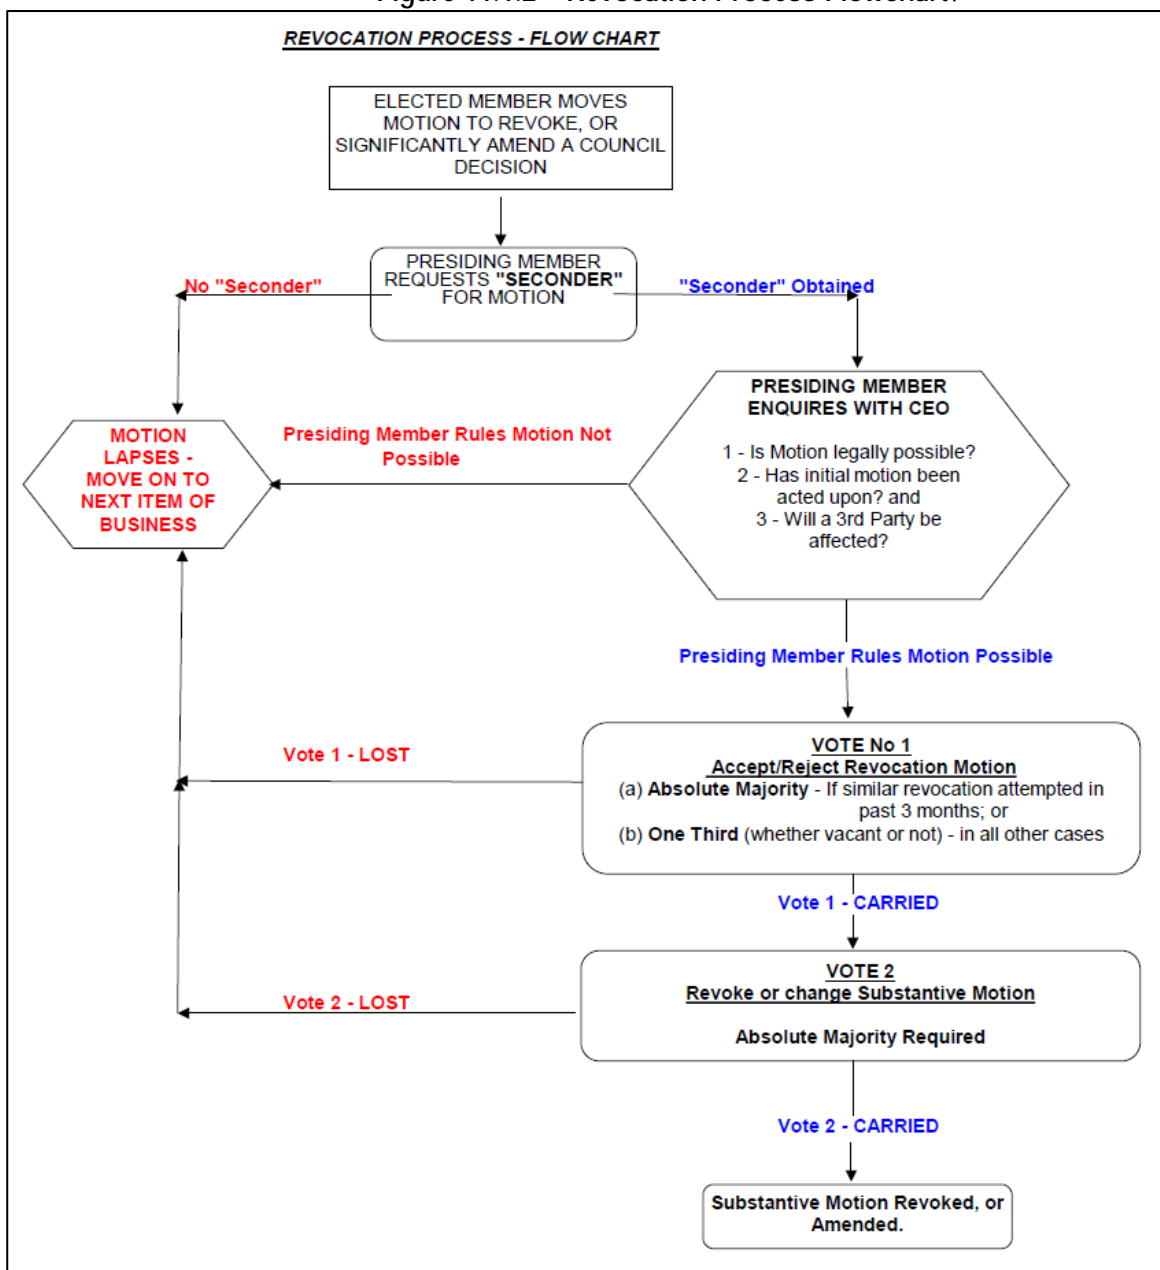 REVOCATION PROCESS - FLOW CHART
ELECTED MEMBER MOVES
MOTION TO REVOKE, OR
SIGNIFICANTLY AMEND A COUNCIL
DECISION
PRESIDING MEMBER
REQUESTS "SECONDER"
FOR MOTION
No "Seconder"
"Seconder" Obtained
PRESIDING MEMBER
ENQUIRES WITH CEO
1 - Is Motion legally possible?
2 - Has initial motion been
acted upon? and
3 - Will a 3rd Party be
affected?
Presiding Member Rules Motion Not
Possible
MOTION
LAPSES -
MOVE ON TO
NEXT ITEM OF
BUSINESS
Presiding Member Rules Motion Possible
VOTE No 1
Accept/Reject Revocation Motion
(a) Absolute Majority - If similar revocation attempted in
past 3 months; or
(b) One Third (whether vacant or not) - in all other cases
Vote 1 - LOST
Vote 1 - CARRIED
VOTE 2
Revoke or change Substantive Motion
Absolute Majority Required
Vote 2 - LOST
Vote 2 - CARRIED
Substantive Motion Revoked, or
Amended.